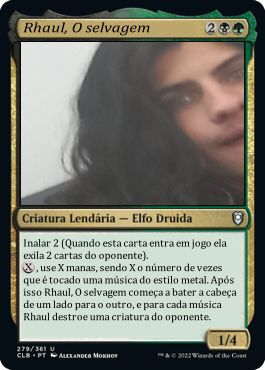 Rhaul, O selvagem 2
Criatura Lendária — Elfo Druida
Inalar 2 (Quando esta carta entra em jogo ela
exila 2 cartas do oponente).
X, use X manas, sendo X o número de vezes
que é tocado uma música do estilo metal. Após
isso Rhaul, O selvagem começa a bater a cabeça
de um lado para o outro, e para cada música
Rhaul destroe uma criatura do oponente.
1/4
279/361 U
CLB • PT Alexander Mokhov ™ & © 2022 Wizards of the Coast